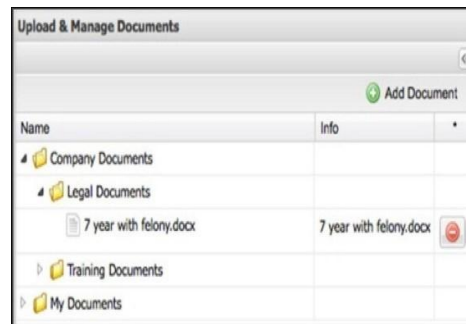 Upload & Manage Documents
Add Document
Name Info *
Company Documents
Legal Documents
7 year with felony.docx 7 year with felony.docx
Training Documents
My Documents